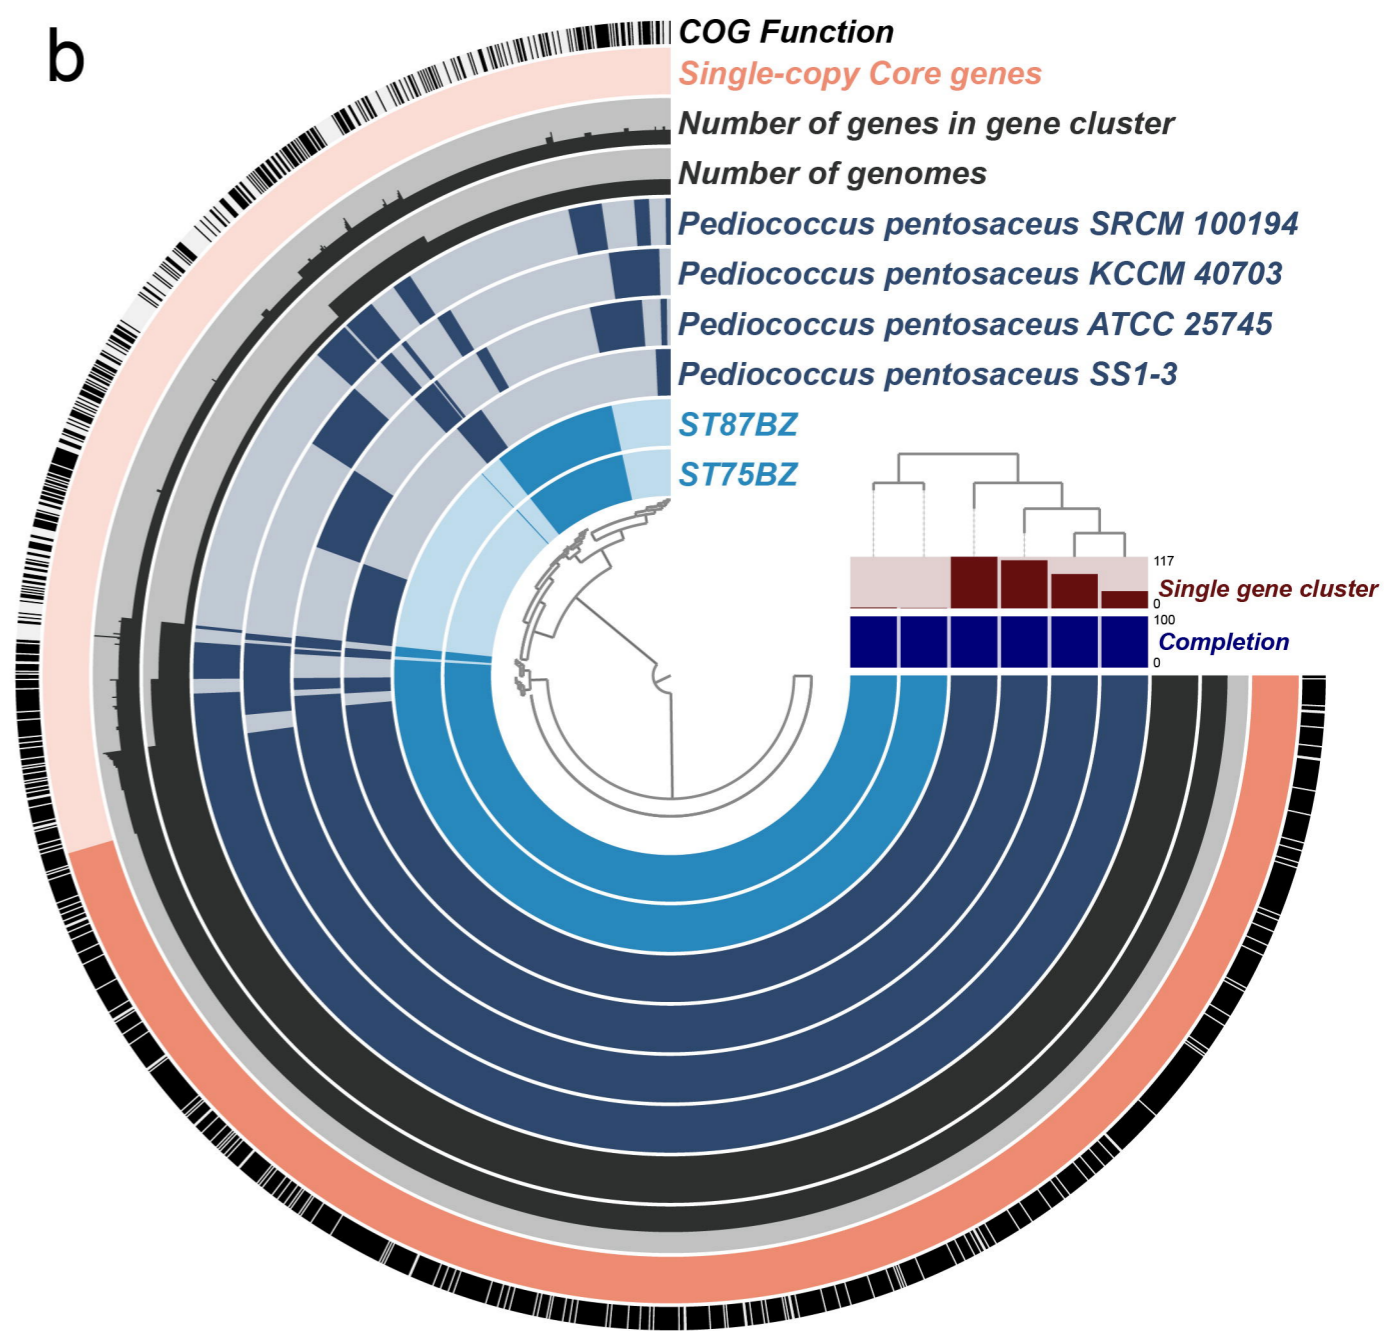 b
COG Function
Single-copy Core genes
Number of genes in gene cluster
Number of genomes
Pediococcus pentosaceus SRCM 100194
Pediococcus pentosaceus KCCM 40703
Pediococcus pentosaceus ATCC 25745
Pediococcus pentosaceus SS1-3
ST87BZ
ST75BZ
117
Single gene cluster
0
100
Completion
0